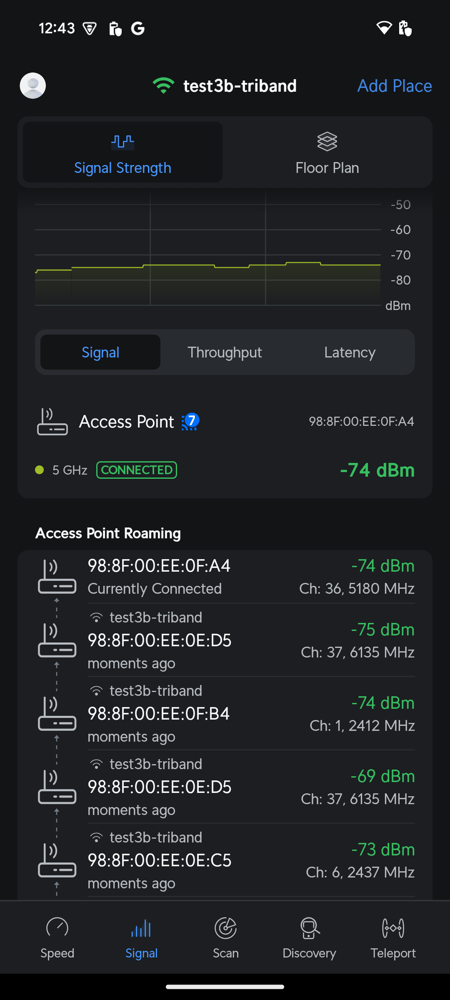 12:43
test3b-triband
Add Place
Signal Strength
Floor Plan
-50
-60
-70
-80
dBm
Signal
Throughput
Latency
Access Point 7
98:8F:00:EE:0F:A4
5 GHz CONNECTED
-74 dBm
Access Point Roaming
98:8F:00:EE:0F:A4
-74 dBm
Currently Connected
Ch: 36, 5180 MHz
test3b-triband
98:8F:00:EE:0E:D5
-75 dBm
moments ago
Ch: 37, 6135 MHz
test3b-triband
98:8F:00:EE:0F:B4
-74 dBm
moments ago
Ch: 1, 2412 MHz
test3b-triband
98:8F:00:EE:0E:D5
-69 dBm
moments ago
Ch: 37, 6135 MHz
test3b-triband
98:8F:00:EE:0E:C5
-73 dBm
moments ago
Ch: 6, 2437 MHz
Speed
Signal
Scan
Discovery
Teleport